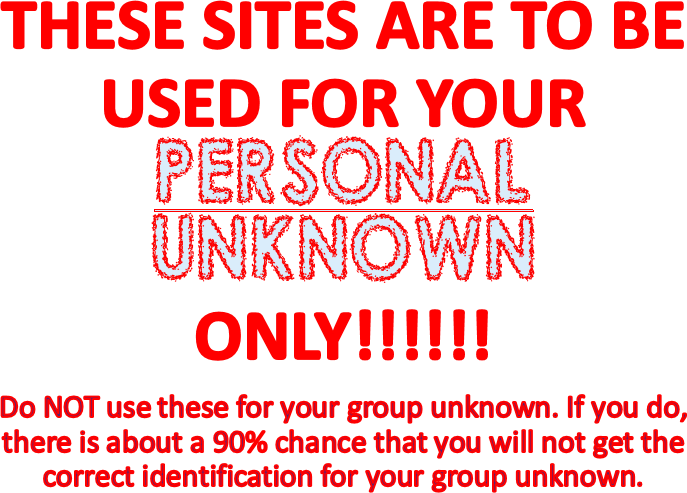 THESE SITES ARE TO BE
USED FOR YOUR
PERSONAL
UNKNOWN
ONLY!!!!!!
Do NOT use these for your group unknown. If you do,
there is about a 90% chance that you will not get the
correct identification for your group unknown.